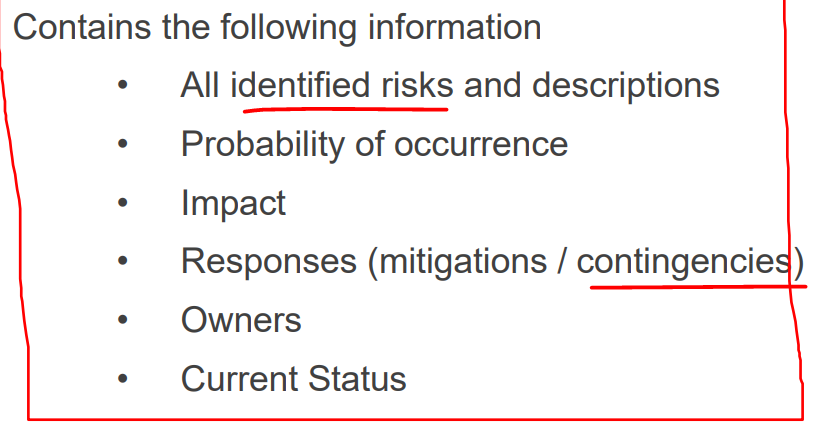 Contains the following information
• All identified risks and descriptions
• Probability of occurrence
• Impact
• Responses (mitigations / contingencies)
• Owners
• Current Status